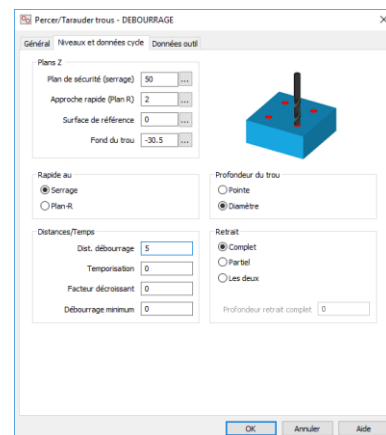 Percer/Tarauder trous - DEBOURRAGE
Général Niveaux et données cycle Données outil
Plans Z
Plan de sécurité (serrage) 50 ...
Approche rapide (Plan R) 2 ...
Surface de référence 0 ...
Fond du trou -30.5 ...
Rapide au
Serrage
Plan-R
Profondeur du trou
Pointe
Diamètre
Distances/Temps
Dist. débourrage 5
Temporisation 0
Facteur décroissant 0
Débourrage minimum 0
Retrait
Complet
Partiel
Les deux
Profondeur retrait complet 0
OK Annuler Aide